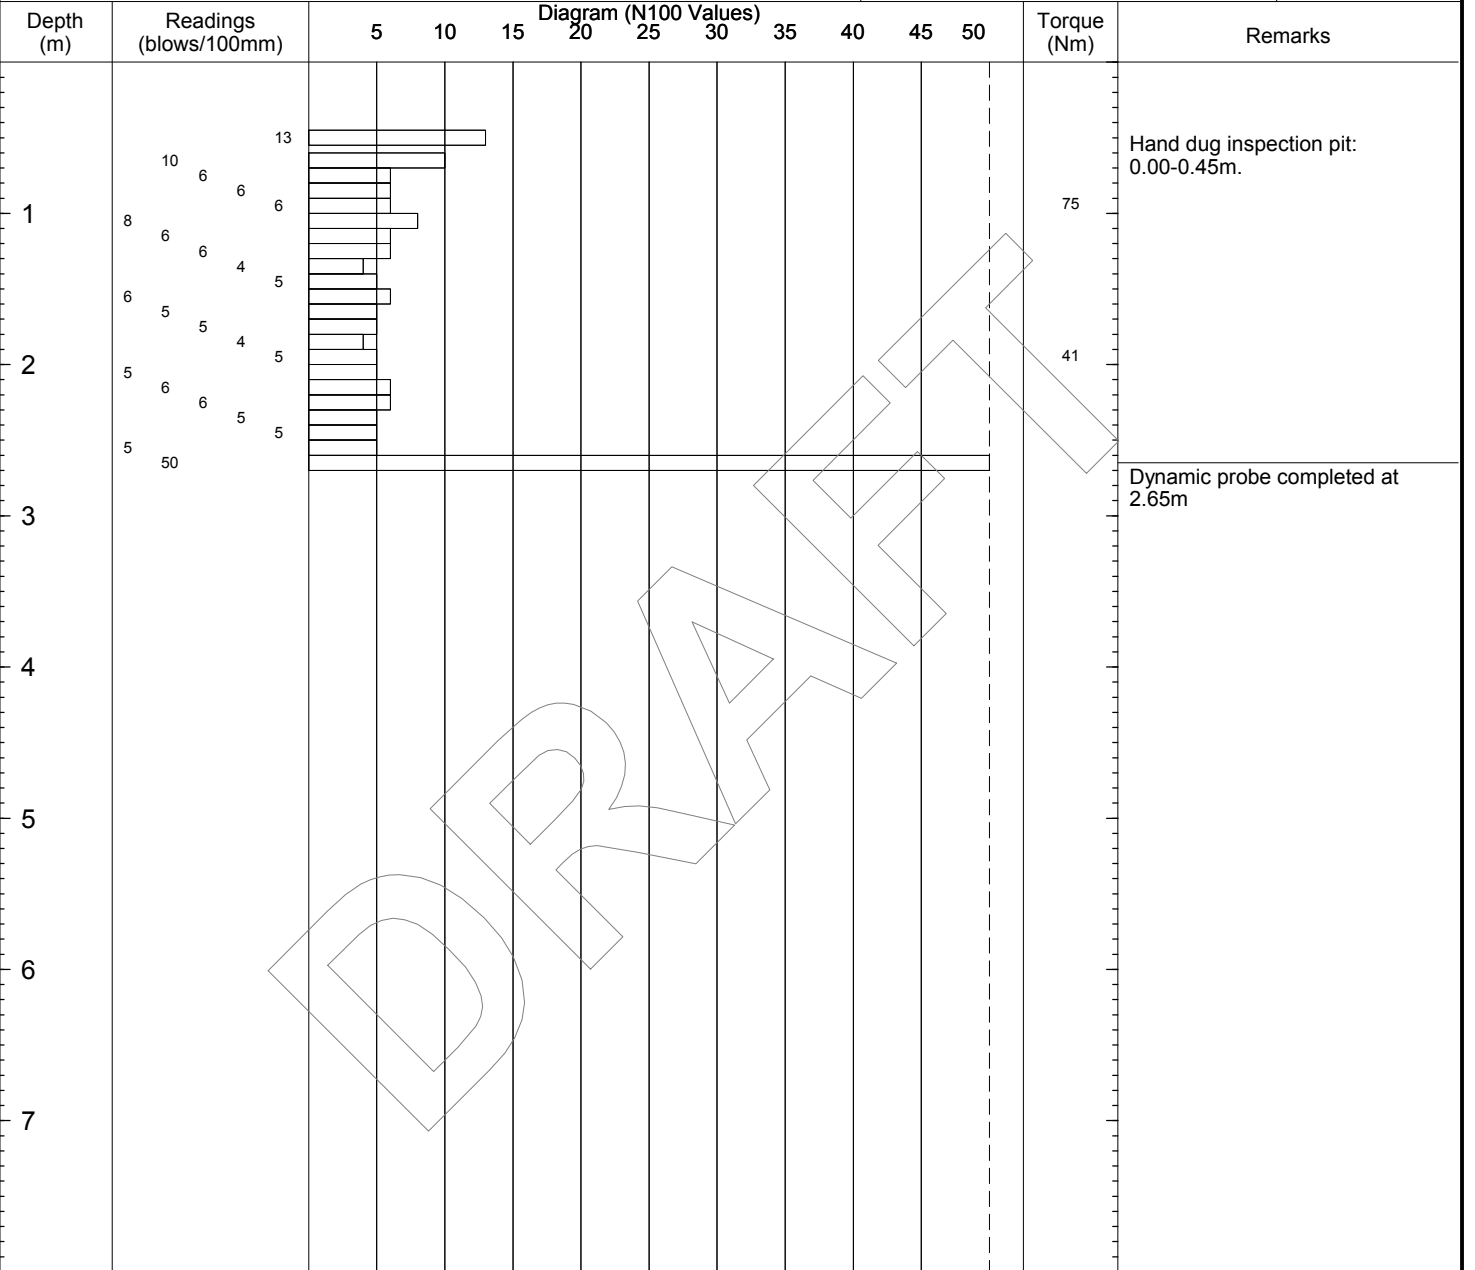 Diagram (N100 Values)
Depth
(m)
Readings
(blows/100mm)
5 10 15 20 25 30 35 40 45 50
Torque
(Nm)
Remarks
13
10
6
6
6
1
8
6
6
4
5
6
5
5
4
5
2
5
6
6
5
5
5
50
3
4
5
6
7
75
41
Hand dug inspection pit:
0.00-0.45m.
Dynamic probe completed at
2.65m
DRAFT